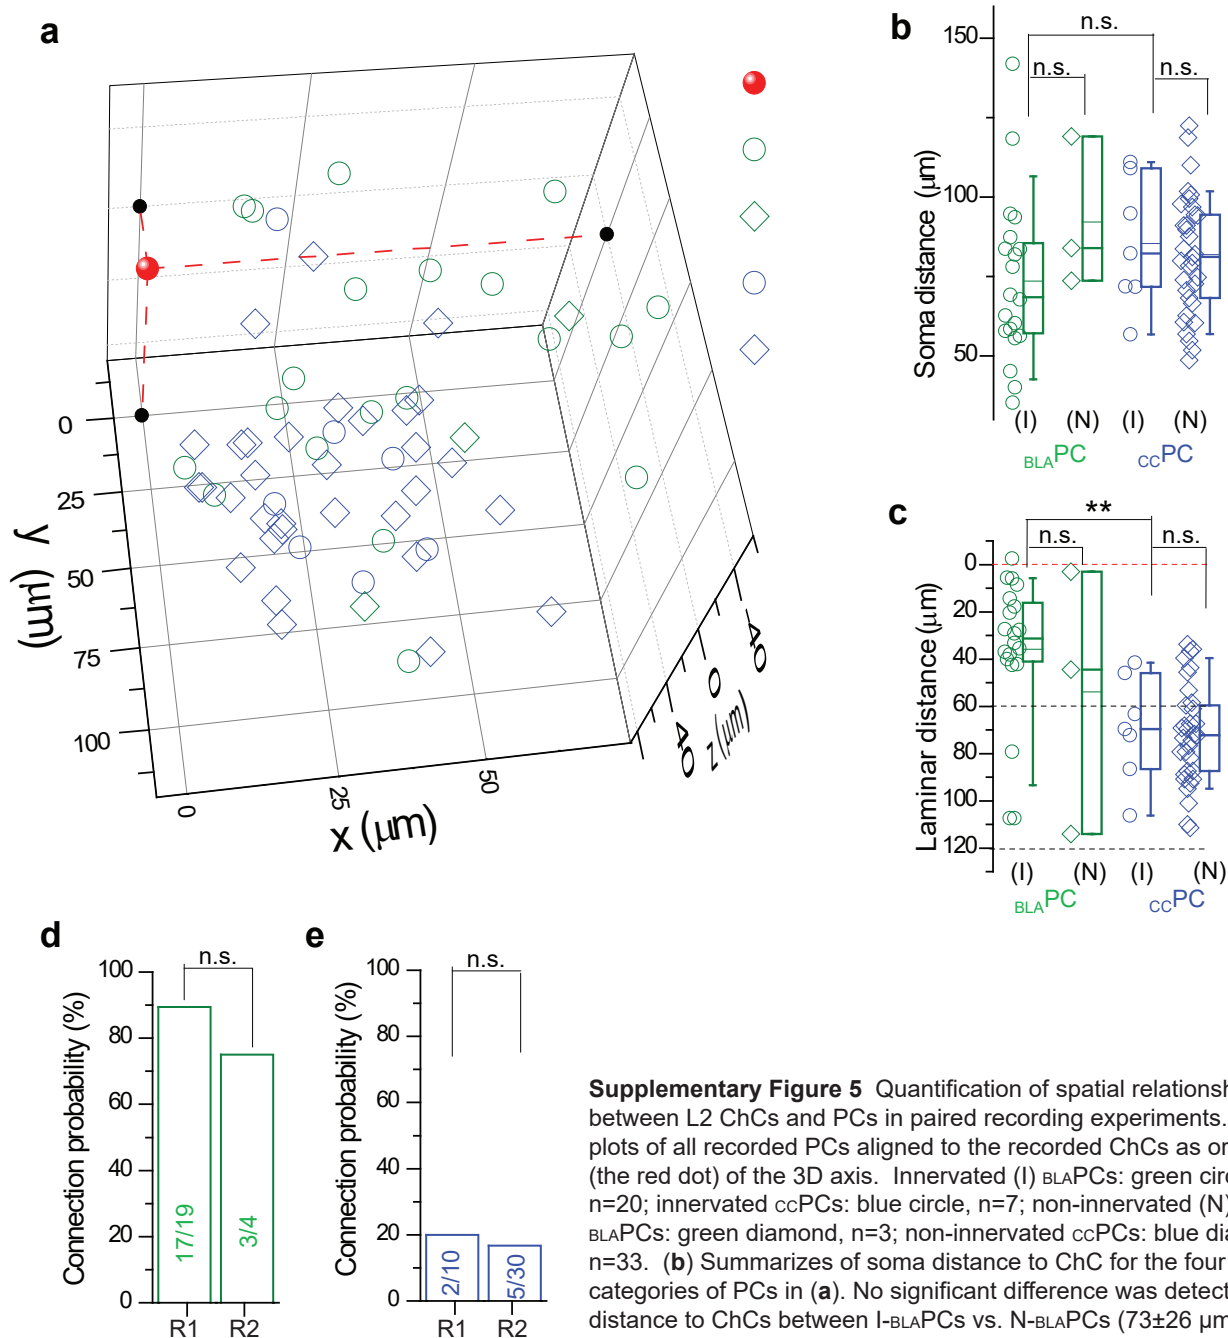 a
0
25
50
75
100
y (μm)
0
25
50
x (μm)
40
0
40
z (μm)
b
n.s.
n.s.
n.s.
150
100
50
Soma distance (μm)
(I)
(N)
(I)
(N)
BLAPC
CCPC
c
**
n.s.
n.s.
0
20
40
60
80
100
120
Laminar distance (μm)
(I)
(N)
(I)
(N)
BLAPC
CCPC
d
n.s.
100
80
60
40
20
0
Connection probability (%)
17/19
3/4
R1
R2
e
n.s.
100
80
60
40
20
0
Connection probability (%)
2/10
5/30
R1
R2
Supplementary Figure 5 Quantification of spatial relationsh
between L2 ChCs and PCs in paired recording experiments.
plots of all recorded PCs aligned to the recorded ChCs as or
(the red dot) of the 3D axis. Innervated (I) BLAPCs: green circ
n=20; innervated CCPCs: blue circle, n=7; non-innervated (N)
BLAPCs: green diamond, n=3; non-innervated CCPCs: blue dia
n=33. (b) Summarizes of soma distance to ChC for the four
categories of PCs in (a). No significant difference was detect
distance to ChCs between I-BLAPCs vs. N-BLAPCs (73±26 μm